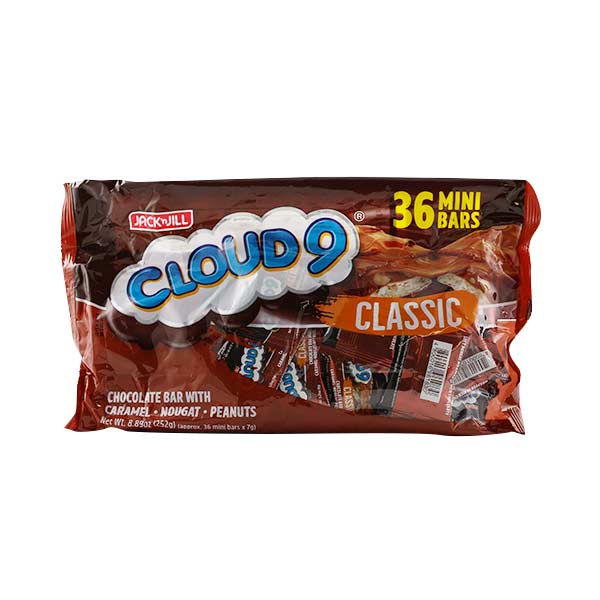 JACK 'n JILL
CLOUD 9
®
36 MINI
BARS
CLASSIC
CHOCOLATE BAR WITH
CARAMEL · NOUGAT · PEANUTS
Net Wt. 8.89oz (252g) (approx. 36 mini bars x 7g)